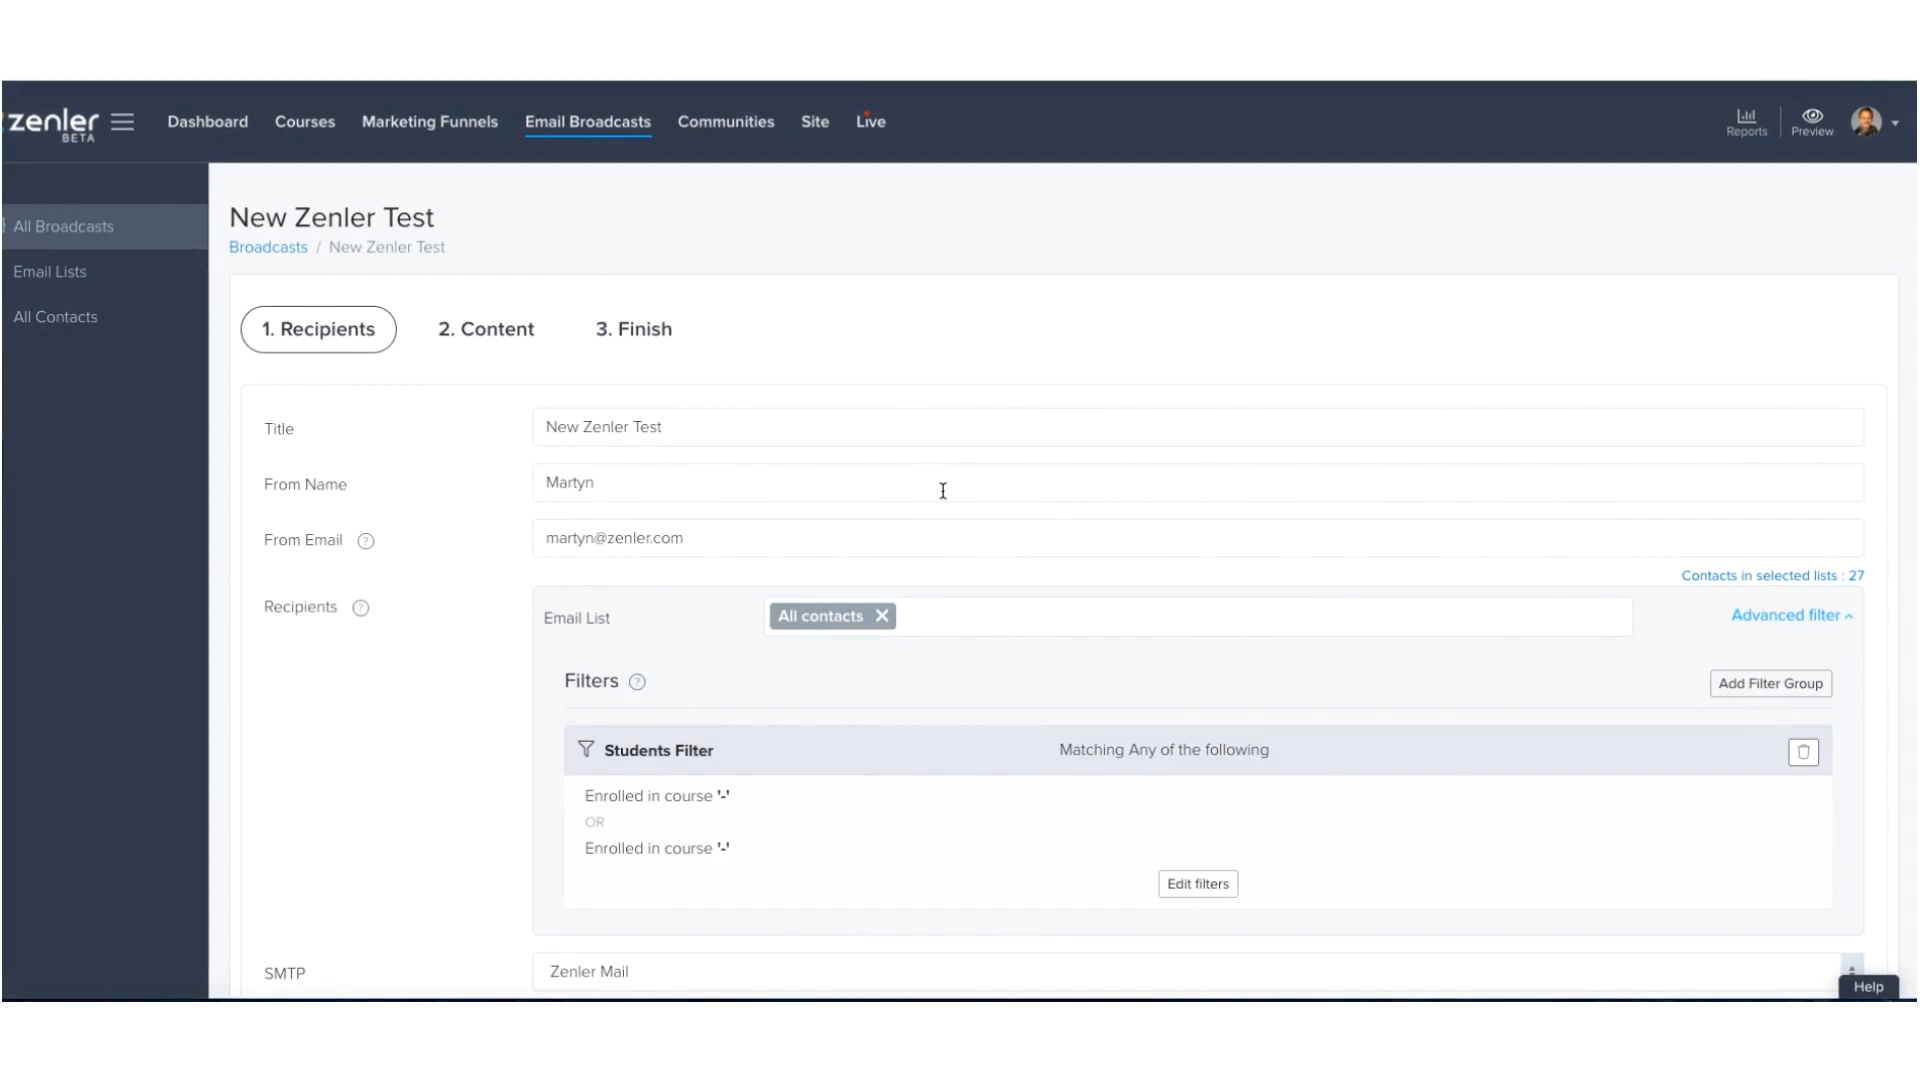 zenler
BETA
Dashboard
Courses
Marketing Funnels
Email Broadcasts
Communities
Site
Live
Reports
Preview
All Broadcasts
Email Lists
All Contacts
New Zenler Test
Broadcasts / New Zenler Test
1. Recipients
2. Content
3. Finish
Title
New Zenler Test
From Name
Martyn
From Email ?
martyn@zenler.com
Contacts in selected lists : 27
Recipients ?
Email List
All contacts
Advanced filter
Filters ?
Add Filter Group
Students Filter
Matching Any of the following
Enrolled in course '-'
OR
Enrolled in course '-'
Edit filters
SMTP
Zenler Mail
Help